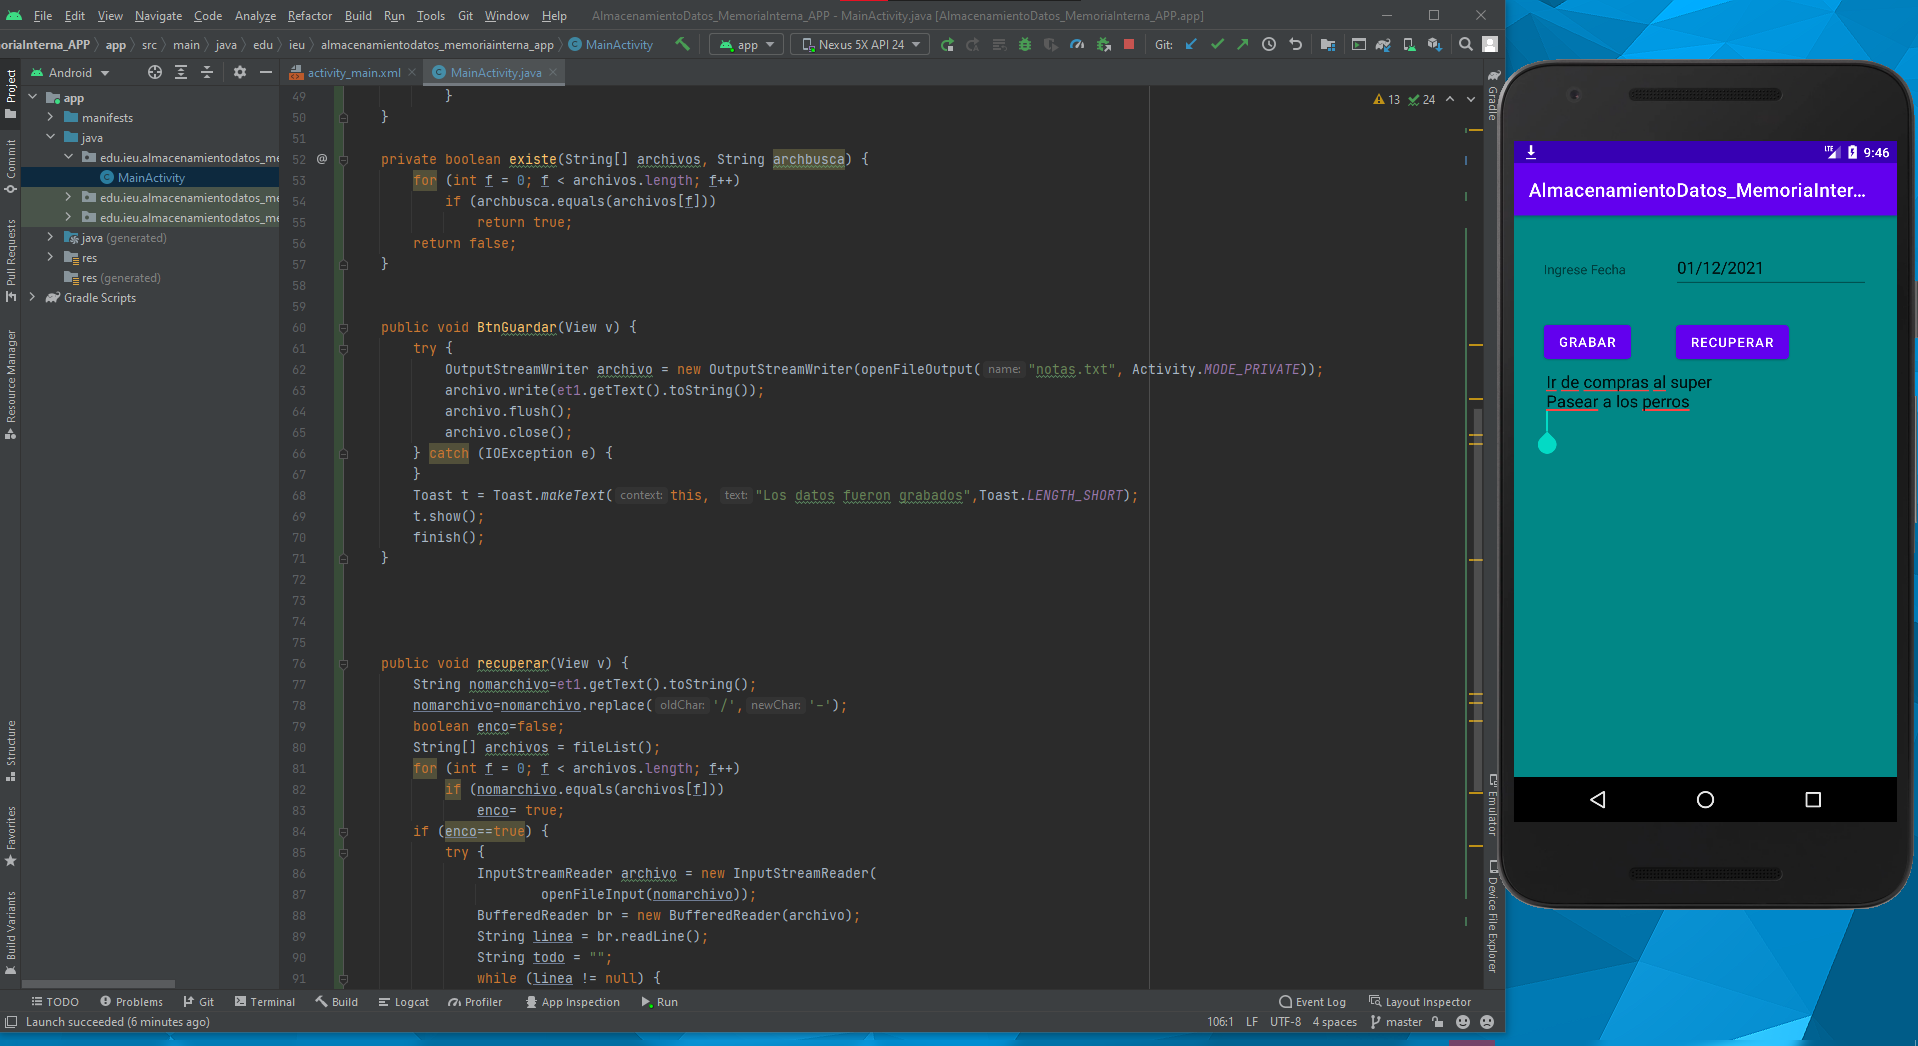 File Edit View Navigate Code Analyze Refactor Build Run Tools Git Window Help AlmacenamientoDatos_MemoriaInterna_APP - MainActivity.java [AlmacenamientoDatos_MemoriaInterna_APP.app]
oriaInterna_APP app src main java edu ieu almacenamientodatos_memoriainterna_app MainActivity app Nexus 5X API 24 Git:
Android
activity_main.xml MainActivity.java
Project
Commit
Pull Requests
Resource Manager
Structure
Favorites
Build Variants
app
manifests
java
edu.ieu.almacenamientodatos_me
MainActivity
edu.ieu.almacenamientodatos_me
edu.ieu.almacenamientodatos_me
java (generated)
res
res (generated)
Gradle Scripts
13 24
49 }
50 }
51
52 @ private boolean existe(String[] archivos, String archbusca) {
53 for (int f = 0; f < archivos.length; f++)
54 if (archbusca.equals(archivos[f]))
55 return true;
56 return false;
57 }
58
59
60 public void BtnGuardar(View v) {
61 try {
62 OutputStreamWriter archivo = new OutputStreamWriter(openFileOutput( name: "notas.txt", Activity.MODE_PRIVATE));
63 archivo.write(et1.getText().toString());
64 archivo.flush();
65 archivo.close();
66 } catch (IOException e) {
67 }
68 Toast t = Toast.makeText( context: this, text: "Los datos fueron grabados",Toast.LENGTH_SHORT);
69 t.show();
70 finish();
71 }
72
73
74
75
76 public void recuperar(View v) {
77 String nomarchivo=et1.getText().toString();
78 nomarchivo=nomarchivo.replace( oldChar: '/', newChar: '-');
79 boolean enco=false;
80 String[] archivos = fileList();
81 for (int f = 0; f < archivos.length; f++)
82 if (nomarchivo.equals(archivos[f]))
83 enco= true;
84 if (enco==true) {
85 try {
86 InputStreamReader archivo = new InputStreamReader(
87 openFileInput(nomarchivo));
88 BufferedReader br = new BufferedReader(archivo);
89 String linea = br.readLine();
90 String todo = "";
91 while (linea != null) {
Gradle
Emulator
Device File Explorer
TODO Problems Git Terminal Build Logcat Profiler App Inspection Run Event Log Layout Inspector
Launch succeeded (6 minutes ago) 106:1 LF UTF-8 4 spaces master
LTE 9:46
AlmacenamientoDatos_MemoriaInter...
Ingrese Fecha 01/12/2021
GRABAR RECUPERAR
Ir de compras al super
Pasear a los perros